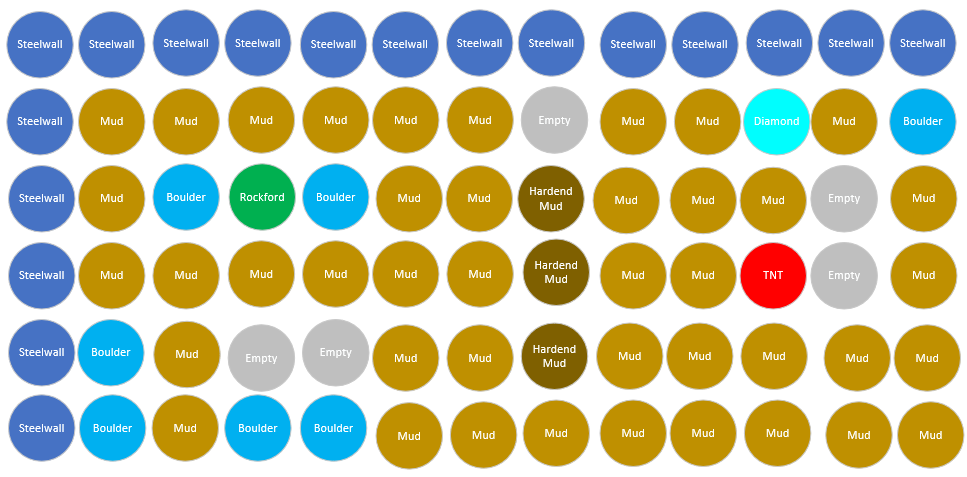 Steelwall Steelwall Steelwall Steelwall Steelwall Steelwall Steelwall Steelwall Steelwall Steelwall Steelwall Steelwall Steelwall
Steelwall Mud Mud Mud Mud Mud Mud Empty Mud Mud Diamond Mud Boulder
Steelwall Mud Boulder Rockford Boulder Mud Mud Hardend Mud Mud Mud Mud Empty Mud
Steelwall Mud Mud Mud Mud Mud Mud Hardend Mud Mud Mud TNT Empty Mud
Steelwall Boulder Mud Empty Empty Mud Mud Hardend Mud Mud Mud Mud Mud Mud
Steelwall Boulder Mud Boulder Boulder Mud Mud Mud Mud Mud Mud Mud Mud